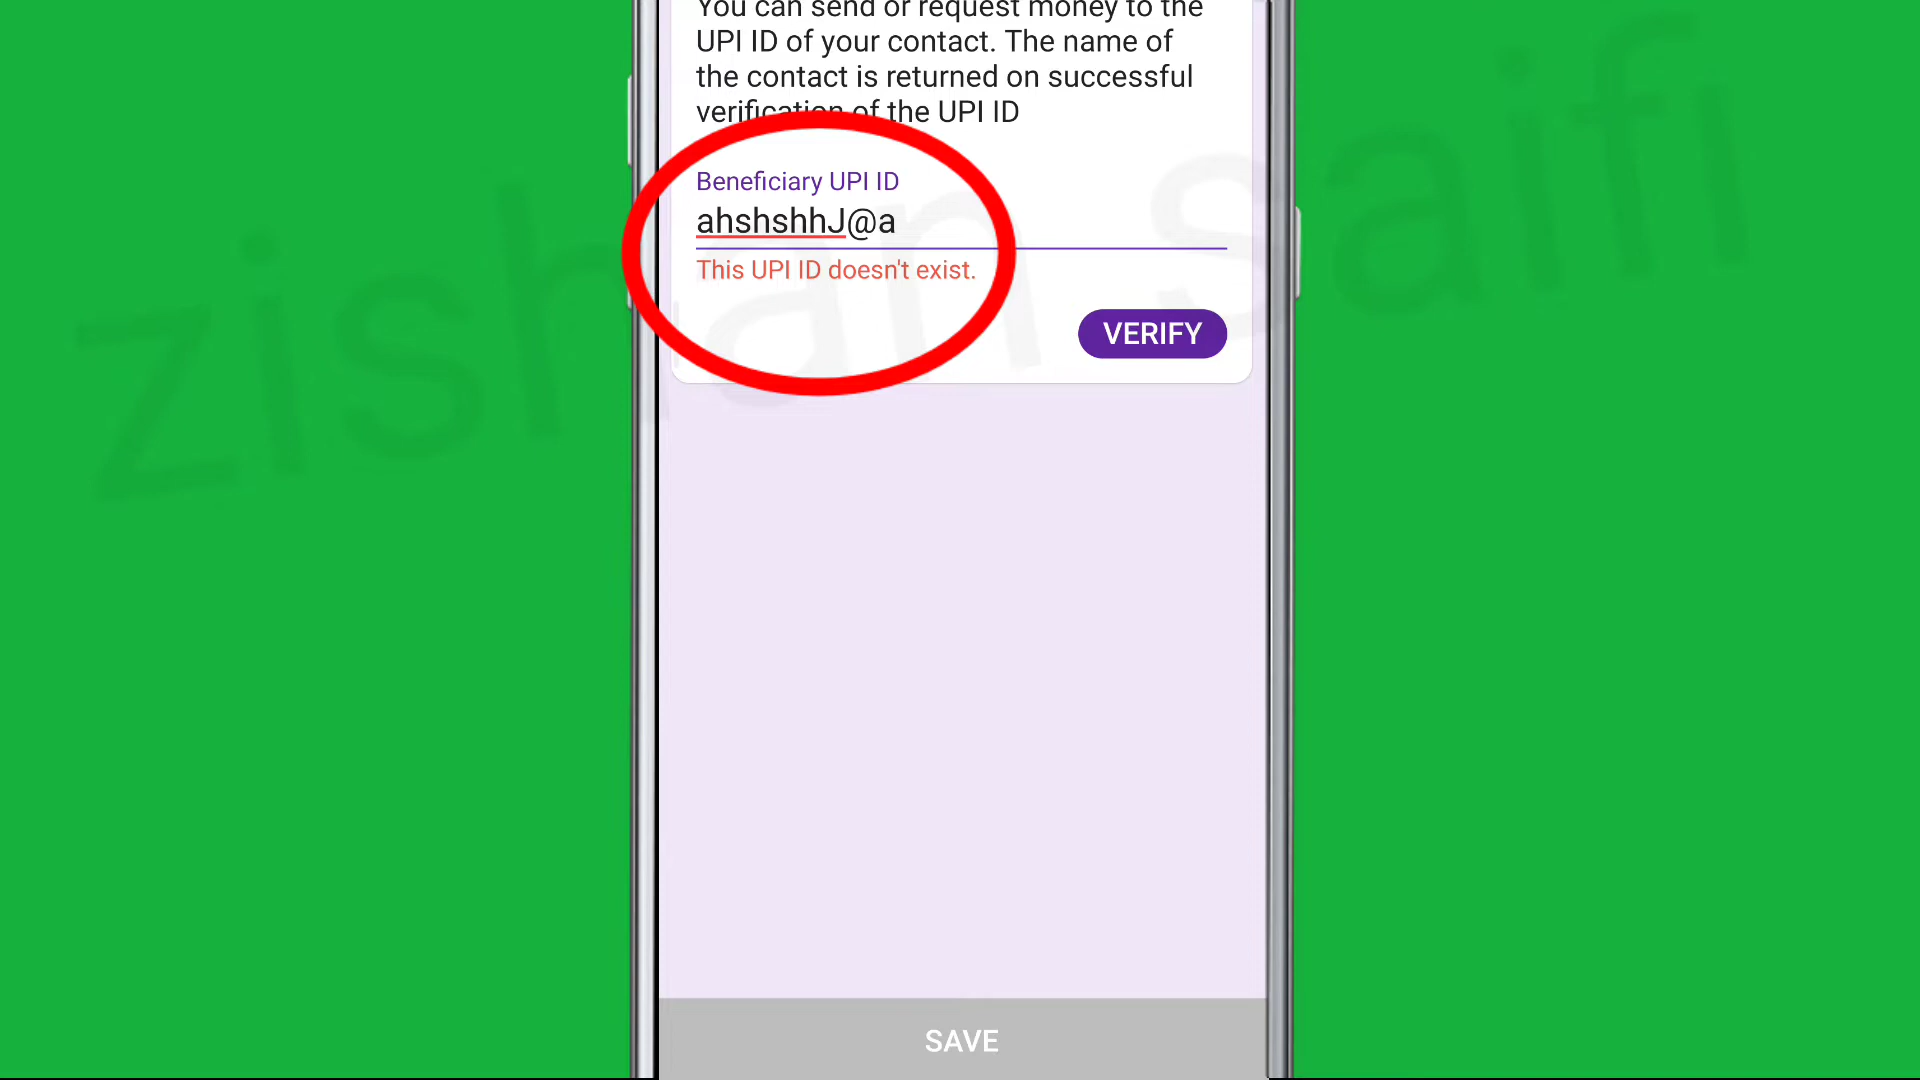 You can send or request money to the
UPI ID of your contact. The name of
the contact is returned on successful
verification of the UPI ID
Beneficiary UPI ID
ahshshhJ@a
This UPI ID doesn't exist.
VERIFY
SAVE
zishan saifi